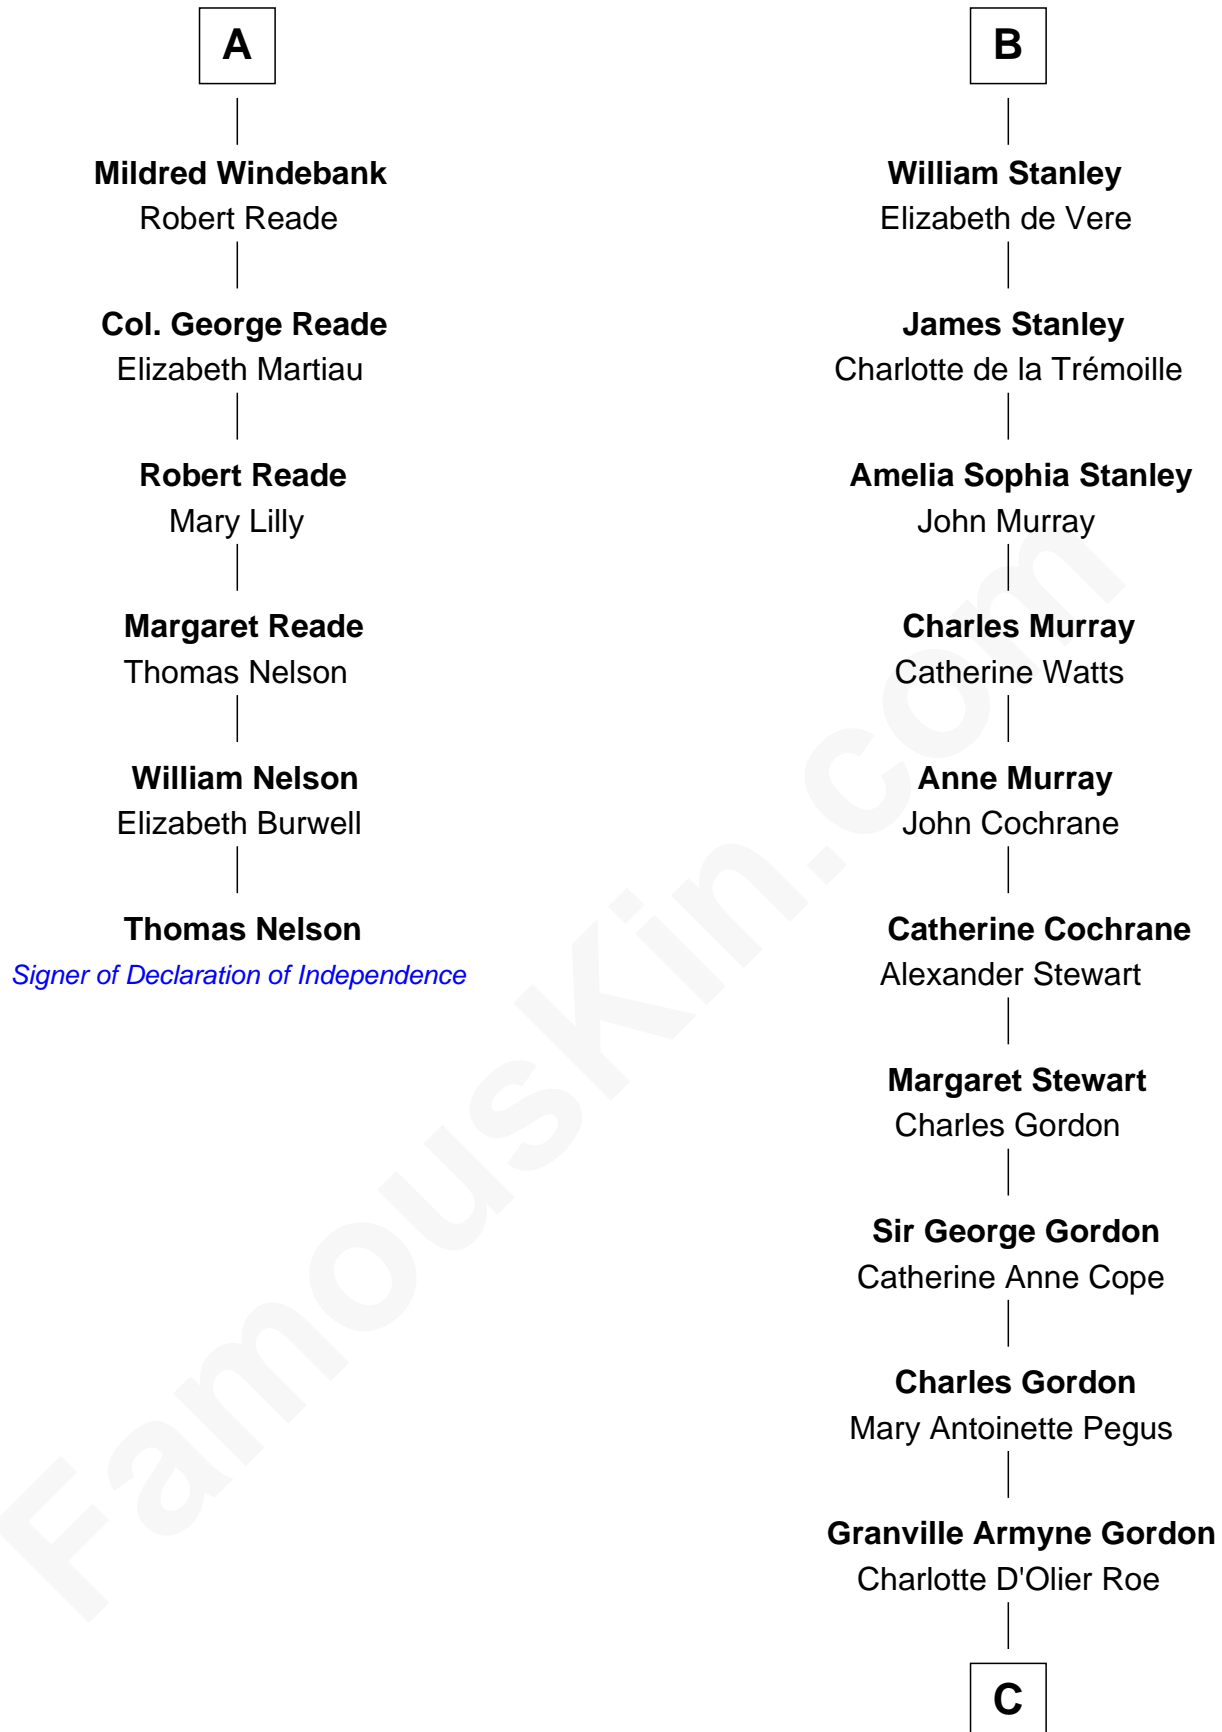 A
Mildred Windebank
Robert Reade
Col. George Reade
Elizabeth Martiau
Robert Reade
Mary Lilly
Margaret Reade
Thomas Nelson
William Nelson
Elizabeth Burwell
Thomas Nelson
Signer of Declaration of Independence
B
William Stanley
Elizabeth de Vere
James Stanley
Charlotte de la Trémoille
Amelia Sophia Stanley
John Murray
Charles Murray
Catherine Watts
Anne Murray
John Cochrane
Catherine Cochrane
Alexander Stewart
Margaret Stewart
Charles Gordon
Sir George Gordon
Catherine Anne Cope
Charles Gordon
Mary Antoinette Pegus
Granville Armyne Gordon
Charlotte D'Olier Roe
C
FamousKin.com